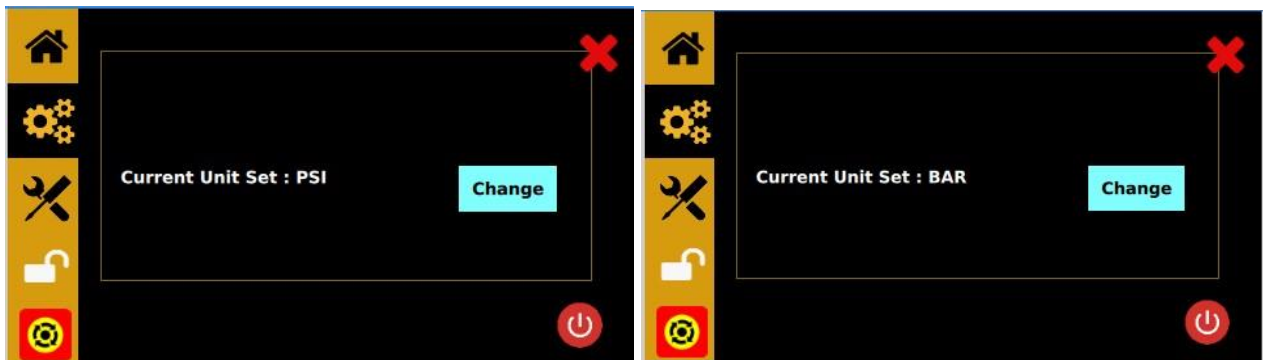 Current Unit Set : PSI
Change
Current Unit Set : BAR
Change